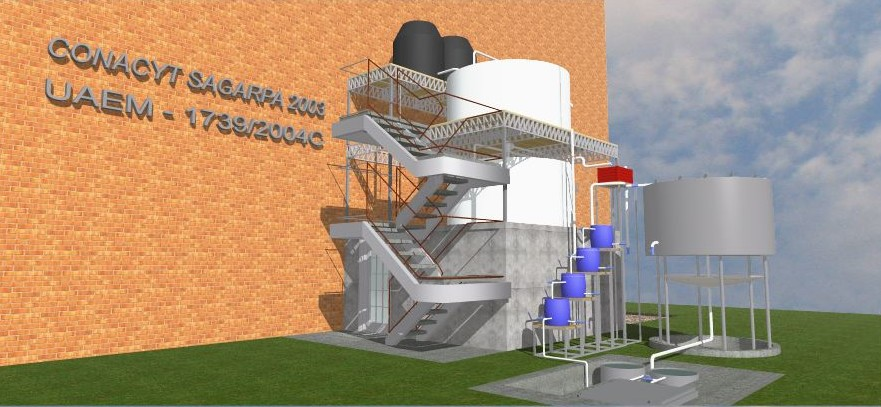 CONACYT SAGARPA 2003
UAEM - 1739/2004C